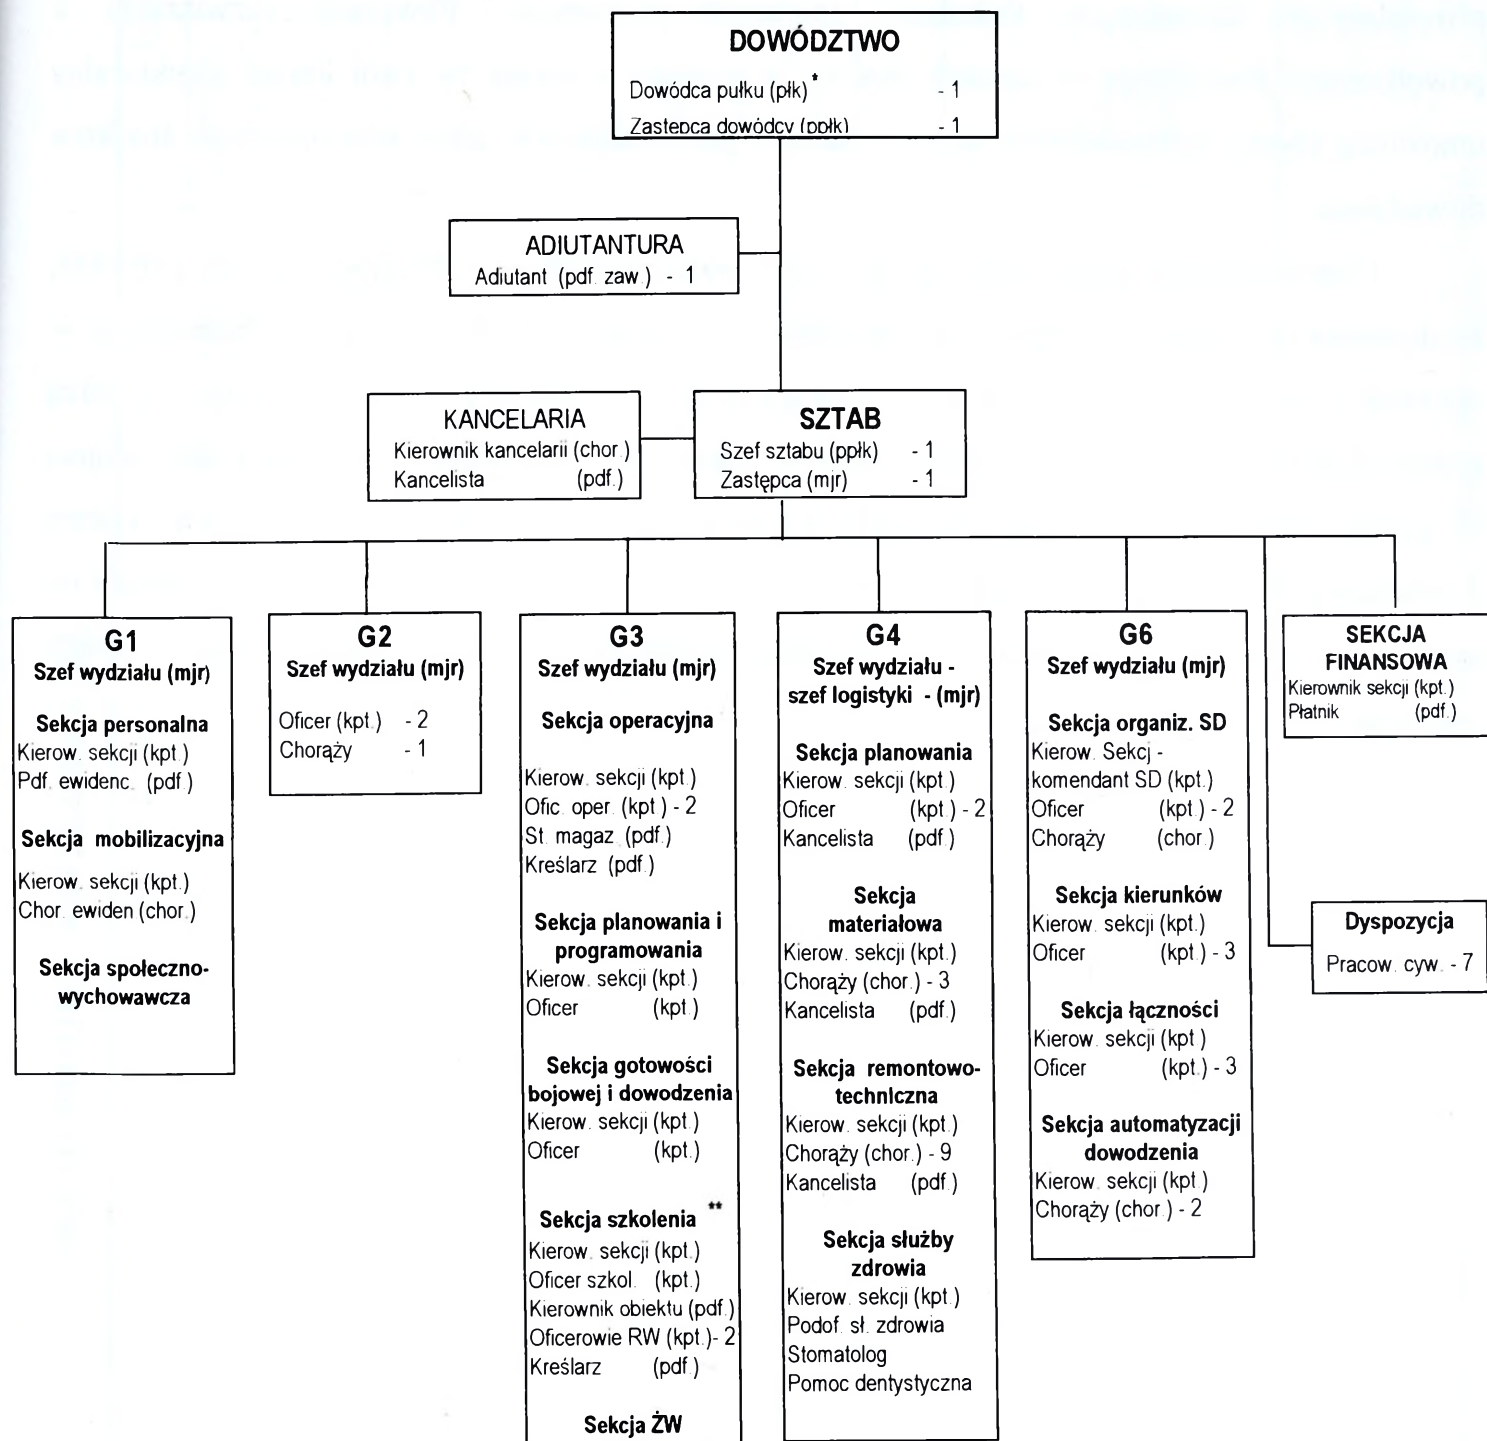 DOWÓDZTWO
Dowódca pułku (płk) * - 1
Zastępca dowódcy (ppłk) - 1
ADIUTANTURA
Adiutant (pdf. zaw.) - 1
KANCELARIA
Kierownik kancelarii (chor.)
Kancelista (pdf.)
SZTAB
Szef sztabu (ppłk) - 1
Zastępca (mjr) - 1
G1
Szef wydziału (mjr)
Sekcja personalna
Kierow. sekcji (kpt.)
Pdf. ewidenc. (pdf.)
Sekcja mobilizacyjna
Kierow. sekcji (kpt.)
Chor. ewiden (chor.)
Sekcja społeczno-
wychowawcza
G2
Szef wydziału (mjr)
Oficer (kpt.) - 2
Chorąży - 1
G3
Szef wydziału (mjr)
Sekcja operacyjna
Kierow. sekcji (kpt.)
Ofic. oper. (kpt.) - 2
St. magaz. (pdf.)
Kreślarz (pdf.)
Sekcja planowania i
programowania
Kierow. sekcji (kpt.)
Oficer (kpt.)
Sekcja gotowości
bojowej i dowodzenia
Kierow. sekcji (kpt.)
Oficer (kpt.)
Sekcja szkolenia **
Kierow. sekcji (kpt.)
Oficer szkol. (kpt.)
Kierownik obiektu (pdf.)
Oficerowie RW (kpt.)- 2
Kreślarz (pdf.)
Sekcja ŻW
G4
Szef wydziału -
szef logistyki - (mjr)
Sekcja planowania
Kierow. sekcji (kpt.)
Oficer (kpt.) - 2
Kancelista (pdf.)
Sekcja
materiałowa
Kierow. sekcji (kpt.)
Chorąży (chor.) - 3
Kancelista (pdf.)
Sekcja remontowo-
techniczna
Kierow. sekcji (kpt.)
Chorąży (chor.) - 9
Kancelista (pdf.)
Sekcja służby
zdrowia
Kierow. sekcji (kpt.)
Podof. sł. zdrowia
Stomatolog
Pomoc dentystyczna
G6
Szef wydziału (mjr)
Sekcja organiz. SD
Kierow. Sekcj -
komendant SD (kpt.)
Oficer (kpt.) - 2
Chorąży (chor.)
Sekcja kierunków
Kierow. sekcji (kpt.)
Oficer (kpt.) - 3
Sekcja łączności
Kierow. sekcji (kpt.)
Oficer (kpt.) - 3
Sekcja automatyzacji
dowodzenia
Kierow. sekcji (kpt.)
Chorąży (chor.) - 2
SEKCJA
FINANSOWA
Kierownik sekcji (kpt.)
Płatnik (pdf.)
Dyspozycja
Pracow. cyw. - 7